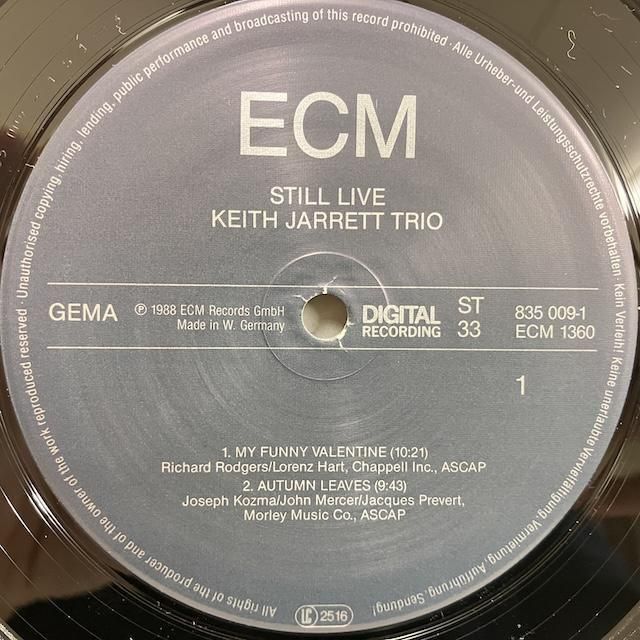 All rights of the producer and of the owner of the work reproduced reserved · Unauthorised copying, hiring, lending, public performance and broadcasting of this record prohibited · Alle Urheber- und Leistungsschutzrechte vorbehalten · Kein Verleih! Keine unerlaubte Vervielfältigung, Vermietung, Aufführung, Sendung!
ECM
STILL LIVE
KEITH JARRETT TRIO
GEMA
℗ 1988 ECM Records GmbH
Made in W. Germany
DIGITAL
RECORDING
ST
33
835 009-1
ECM 1360
1
1. MY FUNNY VALENTINE (10:21)
Richard Rodgers/Lorenz Hart, Chappell Inc., ASCAP
2. AUTUMN LEAVES (9:43)
Joseph Kozma/John Mercer/Jacques Prevert,
Morley Music Co., ASCAP
LC 2516